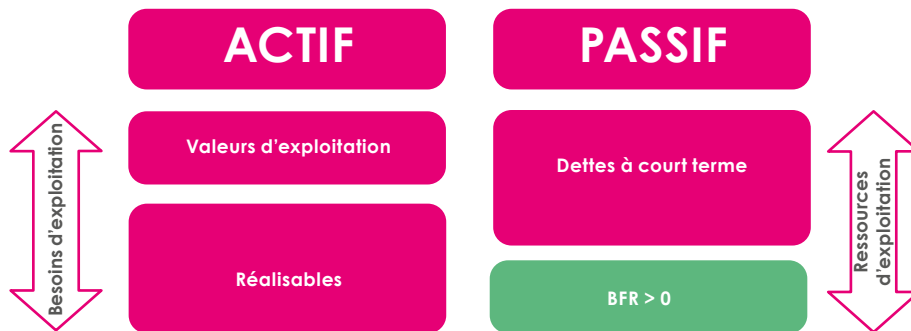 ACTIF
PASSIF
Besoins d'exploitation
Valeurs d'exploitation
Réalisables
Dettes à court terme
BFR > 0
Ressources
d'exploitation